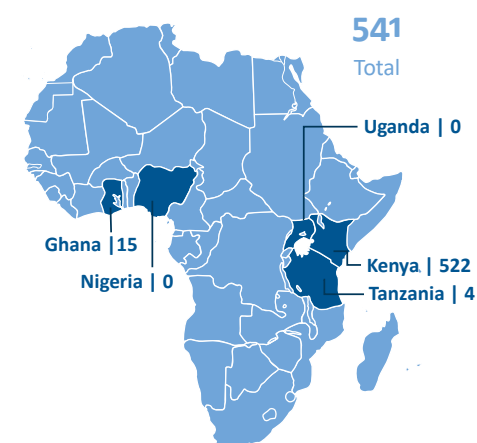 541
Total
Uganda | 0
Ghana |15
Nigeria | 0
Kenya | 522
Tanzania | 4